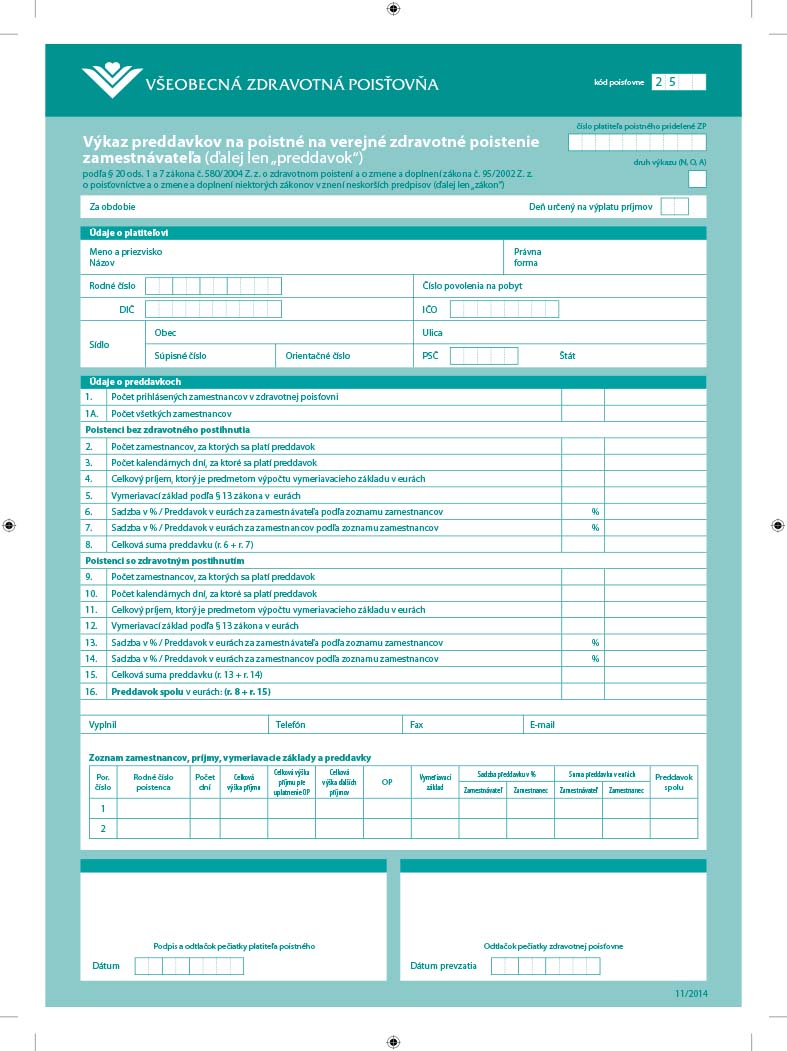 VŠEOBECNÁ ZDRAVOTNÁ POISŤOVŇA
kód poisťovne 2 5
číslo platiteľa poistného pridelené ZP
Výkaz preddavkov na poistné na verejné zdravotné poistenie
zamestnávateľa (ďalej len „preddavok“)
druh výkazu (N, O, A)
podľa § 20 ods. 1 a 7 zákona č. 580/2004 Z. z. o zdravotnom poistení a o zmene a doplnení zákona č. 95/2002 Z. z.
o poisťovníctve a o zmene a doplnení niektorých zákonov v znení neskorších predpisov (ďalej len „zákon“)
Za obdobie
Deň určený na výplatu príjmov
Údaje o platiteľovi
Meno a priezvisko
Názov
Právna
forma
Rodné číslo
Číslo povolenia na pobyt
DIČ
IČO
Sídlo
Obec
Ulica
Súpisné číslo
Orientačné číslo
PSČ
Štát
Údaje o preddavkoch
1. Počet prihlásených zamestnancov v zdravotnej poisťovni
1A. Počet všetkých zamestnancov
Poistenci bez zdravotného postihnutia
2. Počet zamestnancov, za ktorých sa platí preddavok
3. Počet kalendárnych dní, za ktoré sa platí preddavok
4. Celkový príjem, ktorý je predmetom výpočtu vymeriavacieho základu v eurách
5. Vymeriavací základ podľa § 13 zákona v eurách
6. Sadzba v % / Preddavok v eurách za zamestnávateľa podľa zoznamu zamestnancov %
7. Sadzba v % / Preddavok v eurách za zamestnancov podľa zoznamu zamestnancov %
8. Celková suma preddavku (r. 6 + r. 7)
Poistenci so zdravotným postihnutím
9. Počet zamestnancov, za ktorých sa platí preddavok
10. Počet kalendárnych dní, za ktoré sa platí preddavok
11. Celkový príjem, ktorý je predmetom výpočtu vymeriavacieho základu v eurách
12. Vymeriavací základ podľa § 13 zákona v eurách
13. Sadzba v % / Preddavok v eurách za zamestnávateľa podľa zoznamu zamestnancov %
14. Sadzba v % / Preddavok v eurách za zamestnancov podľa zoznamu zamestnancov %
15. Celková suma preddavku (r. 13 + r. 14)
16. Preddavok spolu v eurách: (r. 8 + r. 15)
Vyplnil
Telefón
Fax
E-mail
Zoznam zamestnancov, príjmy, vymeriavacie základy a preddavky
Por.
číslo
Rodné číslo
poistenca
Počet
dní
Celková
výška príjmu
Celková výška
príjmu pre
uplatnenie OP
Celková
výška ďalších
príjmov
OP
Vymeriavací
základ
Sadzba preddavku v %
Zamestnávateľ
Zamestnanec
Suma preddavku v eurách
Zamestnávateľ
Zamestnanec
Preddavok
spolu
1
2
Podpis a odtlačok pečiatky platiteľa poistného
Dátum
Odtlačok pečiatky zdravotnej poisťovne
Dátum prevzatia
11/2014